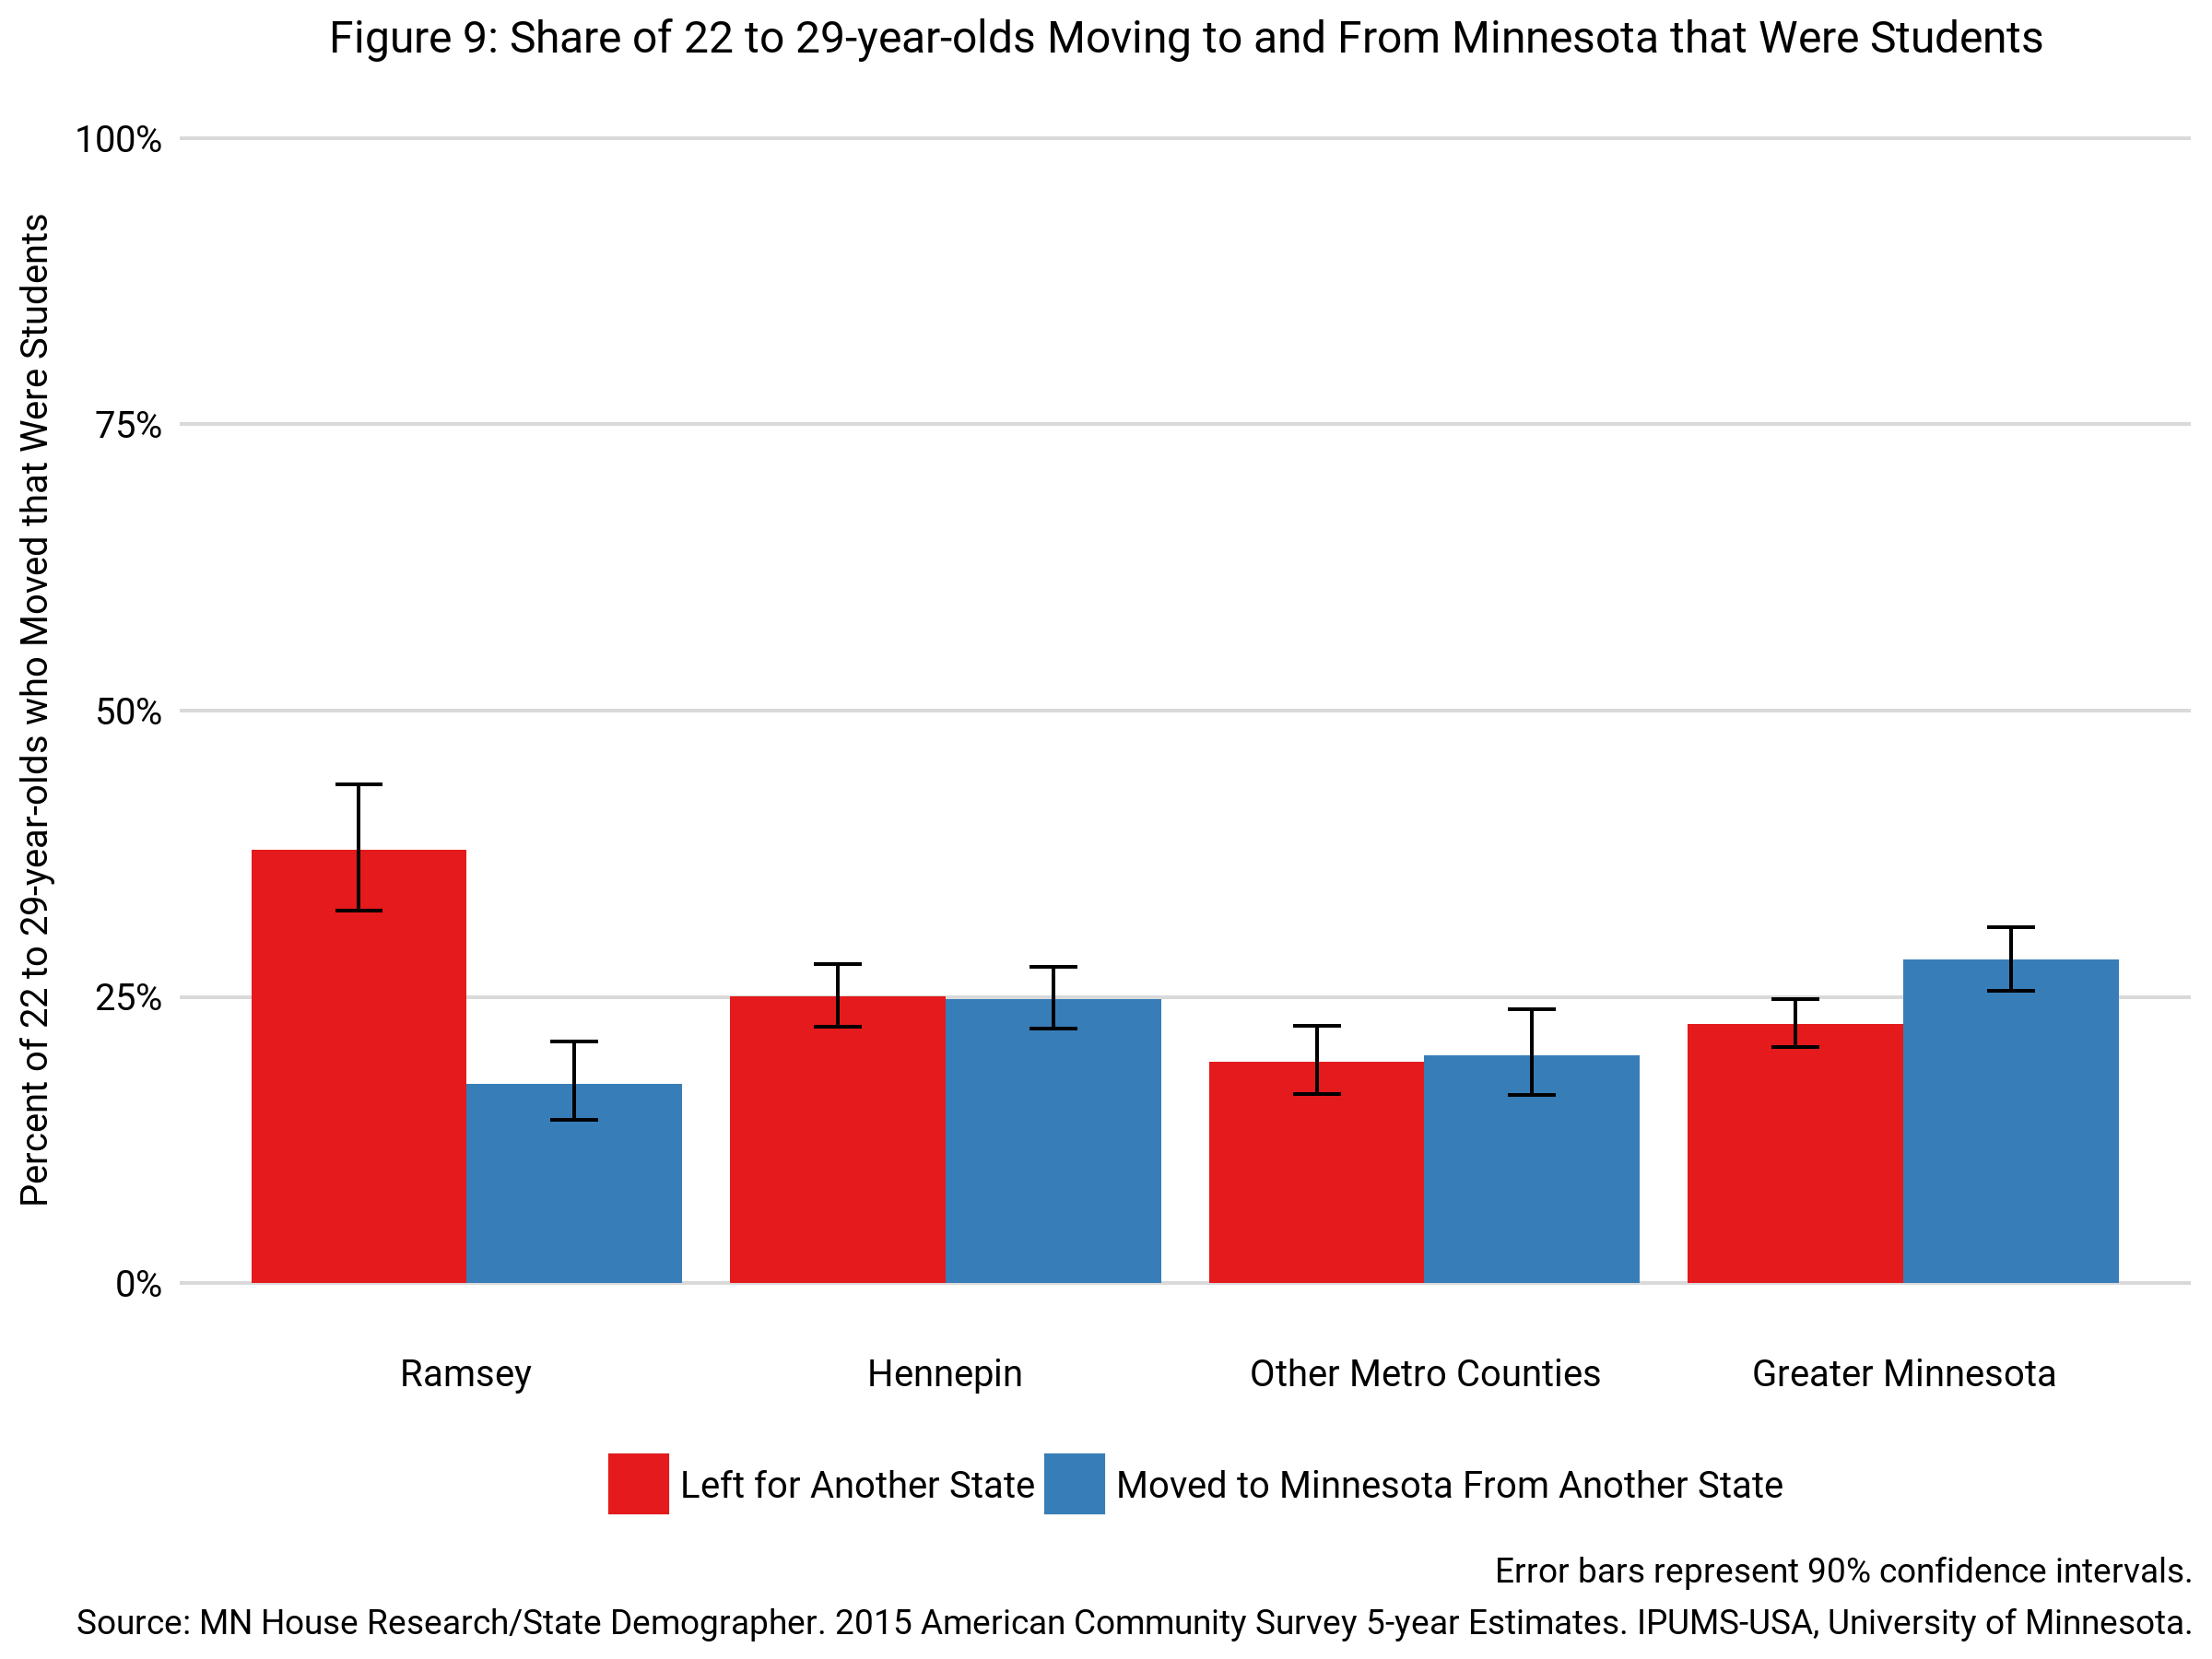 Figure 9: Share of 22 to 29-year-olds Moving to and From Minnesota that Were Students
Percent of 22 to 29-year-olds who Moved that Were Students
100%
75%
50%
25%
0%
Ramsey
Hennepin
Other Metro Counties
Greater Minnesota
Left for Another State
Moved to Minnesota From Another State
Error bars represent 90% confidence intervals.
Source: MN House Research/State Demographer. 2015 American Community Survey 5-year Estimates. IPUMS-USA, University of Minnesota.